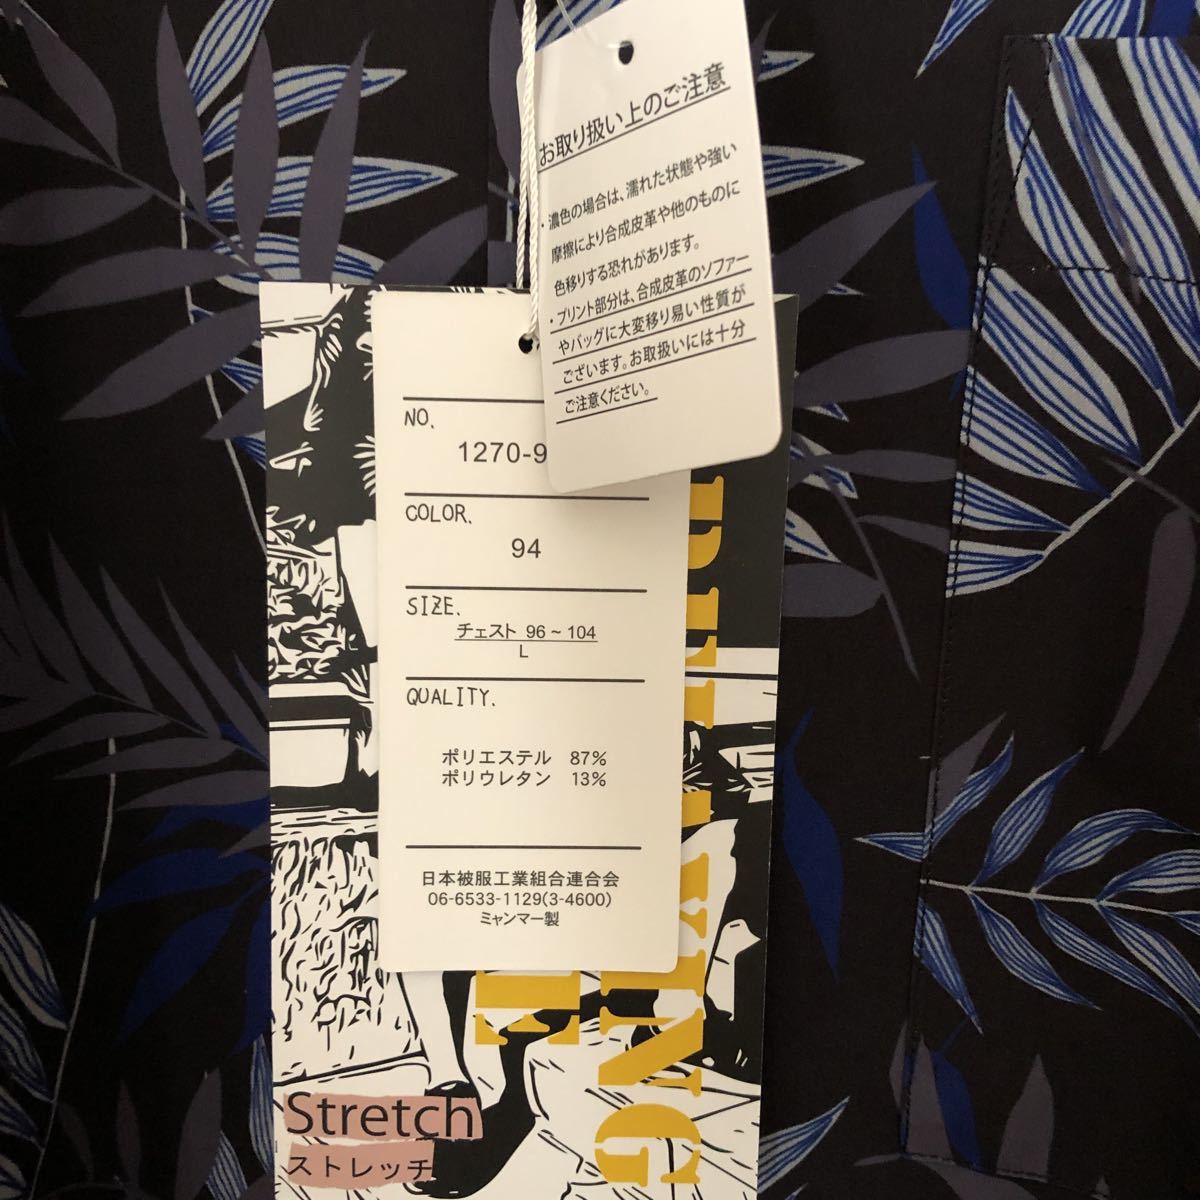 お取り扱い上のご注意
・濃色の場合は、濡れた状態や強い
摩擦により合成皮革や他のものに
色移りする恐れがあります。
・プリント部分は、合成皮革のソファー
やバッグに大変移り易い性質が
ございます。お取扱いには十分
ご注意ください。
NO.
1270-9
COLOR.
94
SIZE.
チェスト 96~104
L
QUALITY.
ポリエステル 87%
ポリウレタン 13%
日本被服工業組合連合会
06-6533-1129(3-4600)
ミャンマー製
Stretch
ストレッチ